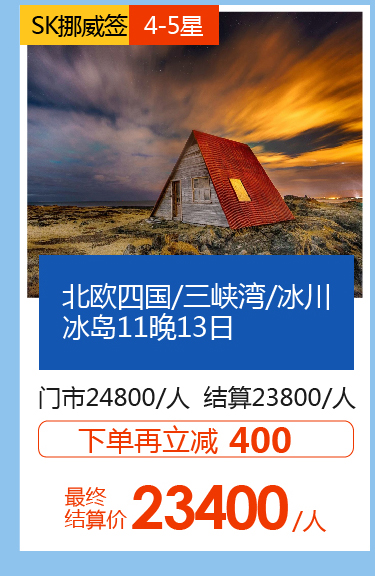 SK挪威签 4-5星
北欧四国/三峡湾/冰川
冰岛11晚13日
门市24800/人 结算23800/人
下单再立减 400
最终
结算价 23400 /人